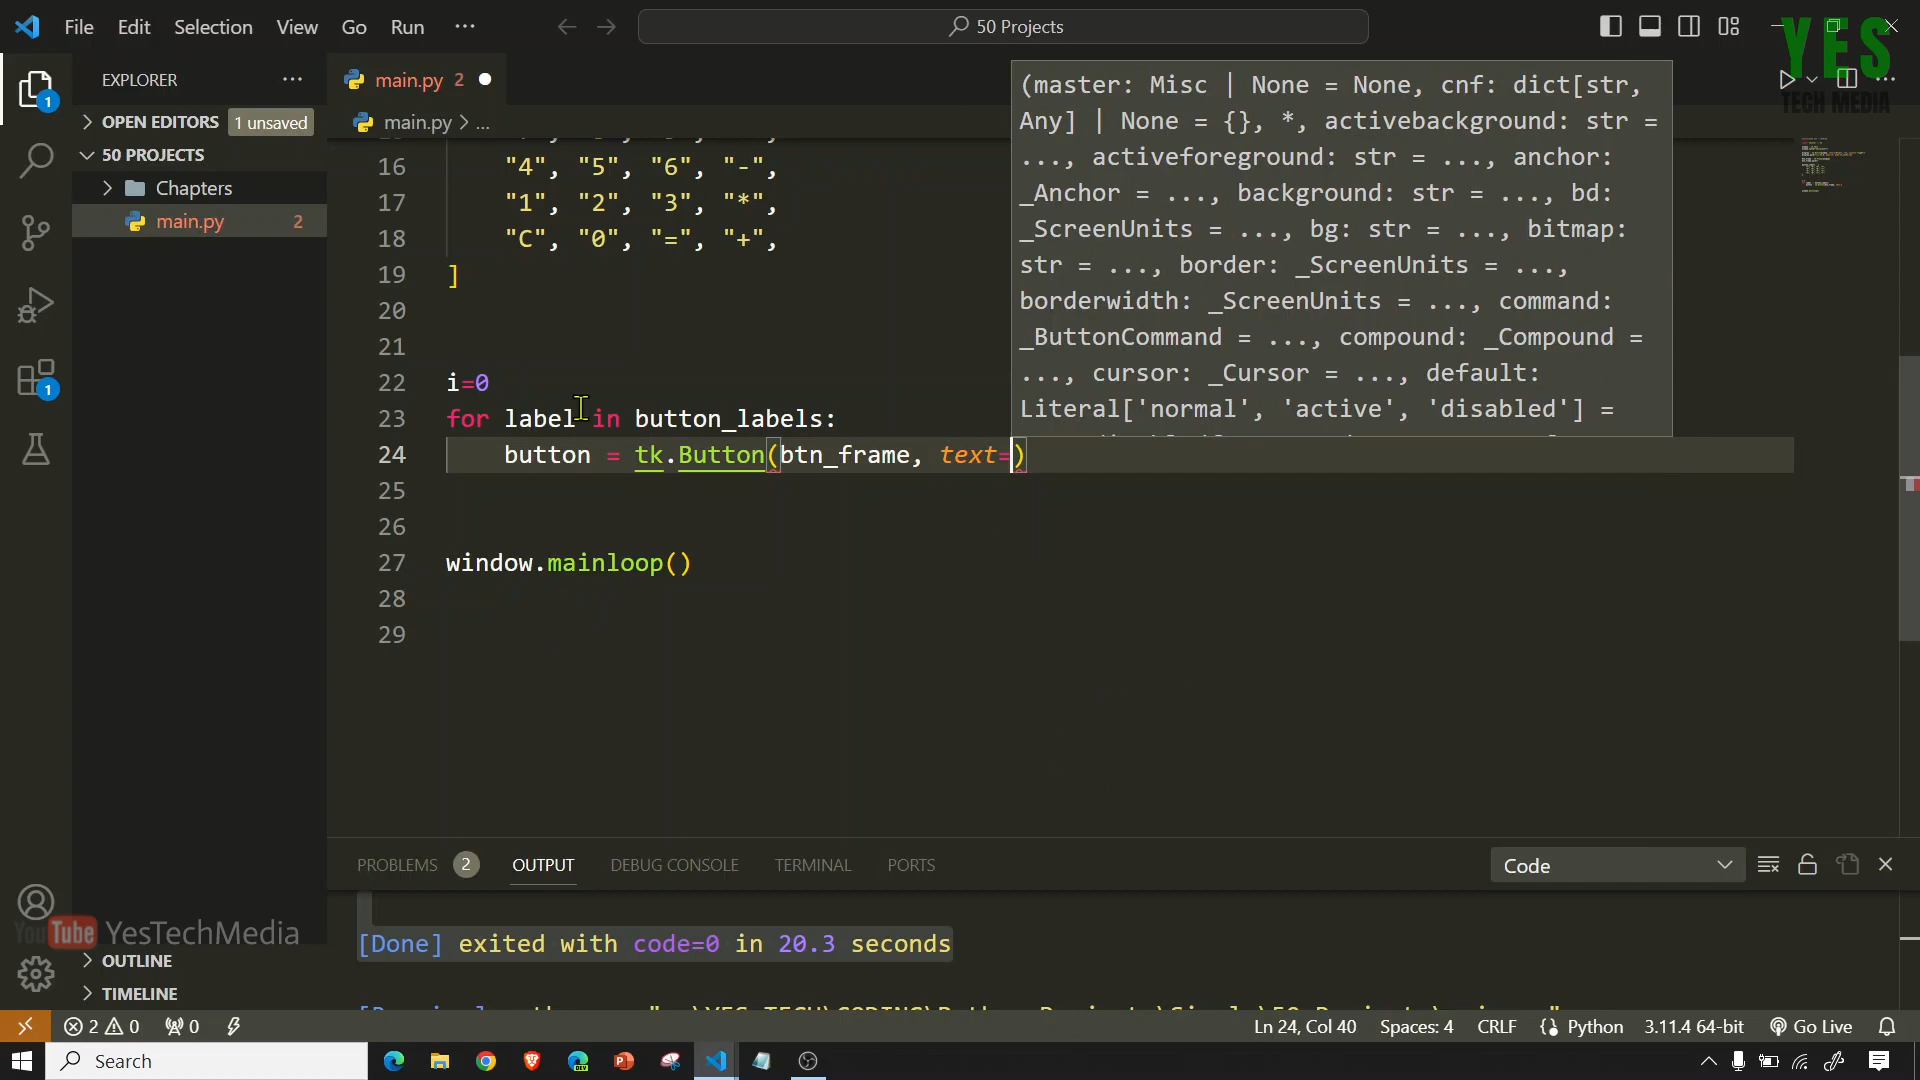 File Edit Selection View Go Run ···
50 Projects
YES
TECH MEDIA
EXPLORER ···
main.py 2
OPEN EDITORS 1 unsaved
main.py > ...
50 PROJECTS
Chapters
main.py 2
16 "4", "5", "6", "-",
17 "1", "2", "3", "*",
18 "C", "0", "=", "+",
19 ]
20
21
22 i=0
23 for label in button_labels:
24 button = tk.Button(btn_frame, text=)
25
26
27 window.mainloop()
28
29
(master: Misc | None = None, cnf: dict[str,
Any] | None = {}, *, activebackground: str =
..., activeforeground: str = ..., anchor:
_Anchor = ..., background: str = ..., bd:
_ScreenUnits = ..., bg: str = ..., bitmap:
str = ..., border: _ScreenUnits = ...,
borderwidth: _ScreenUnits = ..., command:
_ButtonCommand = ..., compound: _Compound =
..., cursor: _Cursor = ..., default:
Literal['normal', 'active', 'disabled'] =
1
1
PROBLEMS 2 OUTPUT DEBUG CONSOLE TERMINAL PORTS
Code
[Done] exited with code=0 in 20.3 seconds
YouTube YesTechMedia
OUTLINE
TIMELINE
2 0 0
Ln 24, Col 40 Spaces: 4 CRLF Python 3.11.4 64-bit Go Live
Search